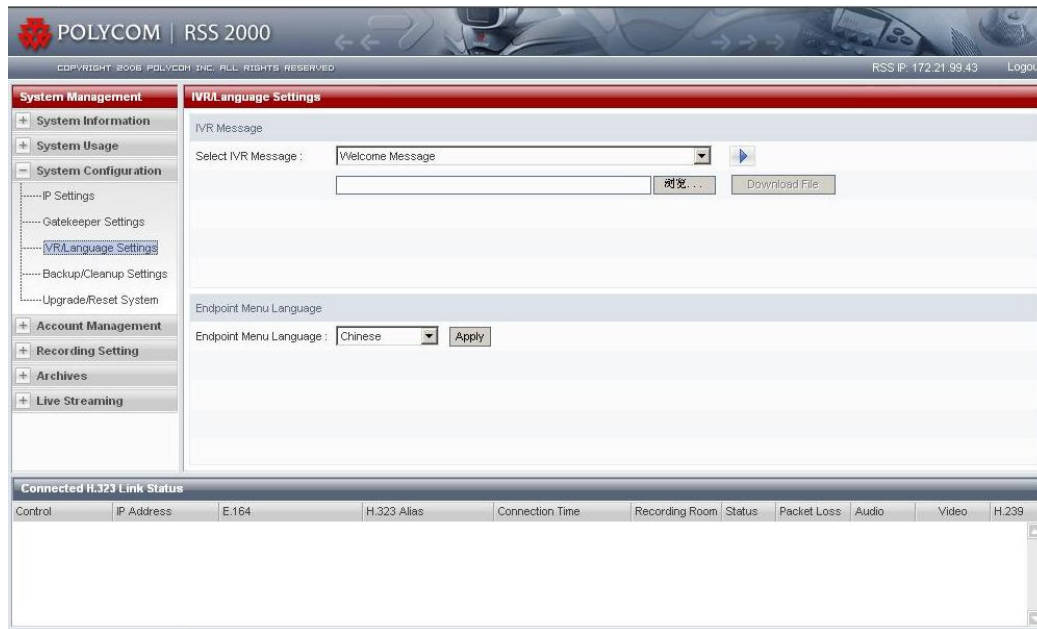 POLYCOM | RSS 2000
COPYRIGHT 2006 POLYCOM INC. ALL RIGHTS RESERVED
RSS IP: 172.21.99.43 Logou
System Management
+ System Information
+ System Usage
− System Configuration
IP Settings
Gatekeeper Settings
IVR/Language Settings
Backup/Cleanup Settings
Upgrade/Reset System
+ Account Management
+ Recording Setting
+ Archives
+ Live Streaming
IVR/Language Settings
IVR Message
Select IVR Message : Welcome Message
浏览... Download File
Endpoint Menu Language
Endpoint Menu Language : Chinese Apply
Connected H.323 Link Status
Control IP Address E.164 H.323 Alias Connection Time Recording Room Status Packet Loss Audio Video H.239